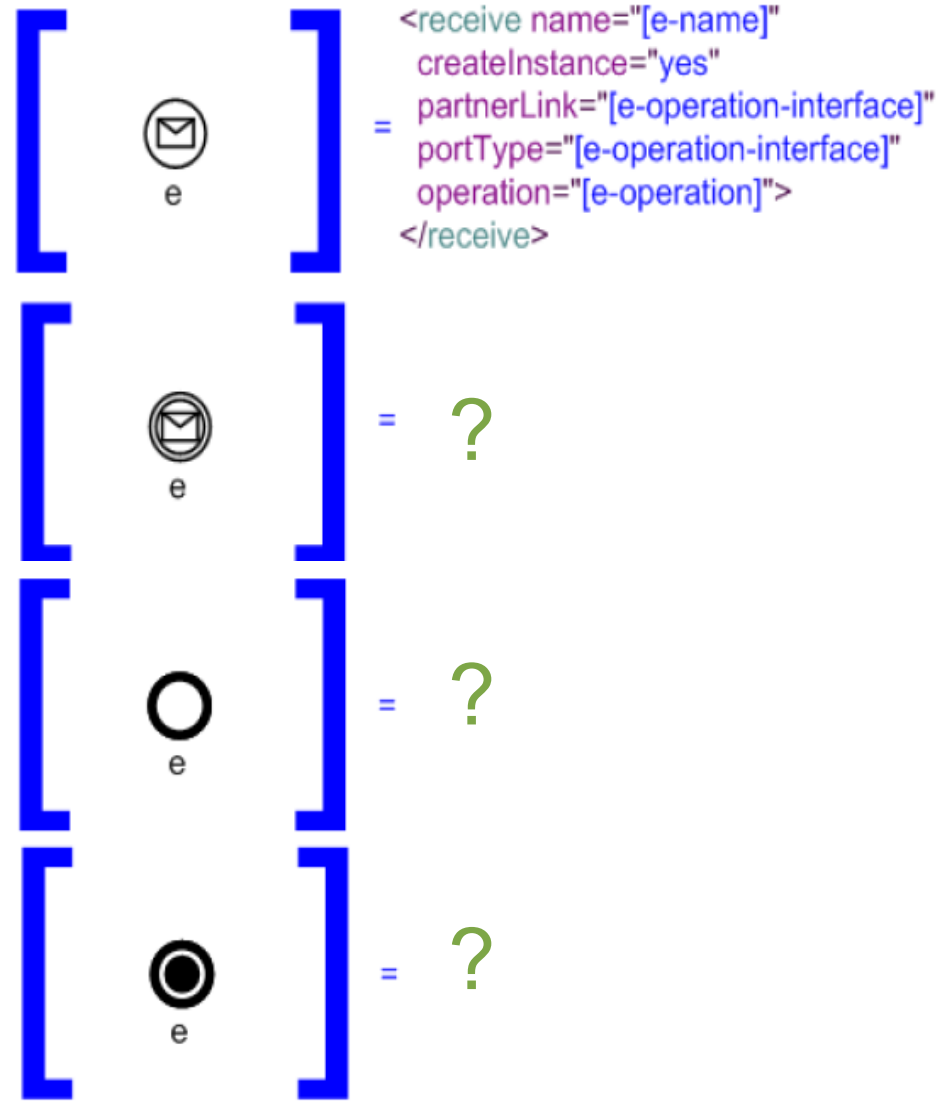 <receive name="[e-name]"
createInstance="yes"
partnerLink="[e-operation-interface]"
portType="[e-operation-interface]"
operation="[e-operation]">
</receive>
=
e
= ?
e
= ?
e
= ?
e